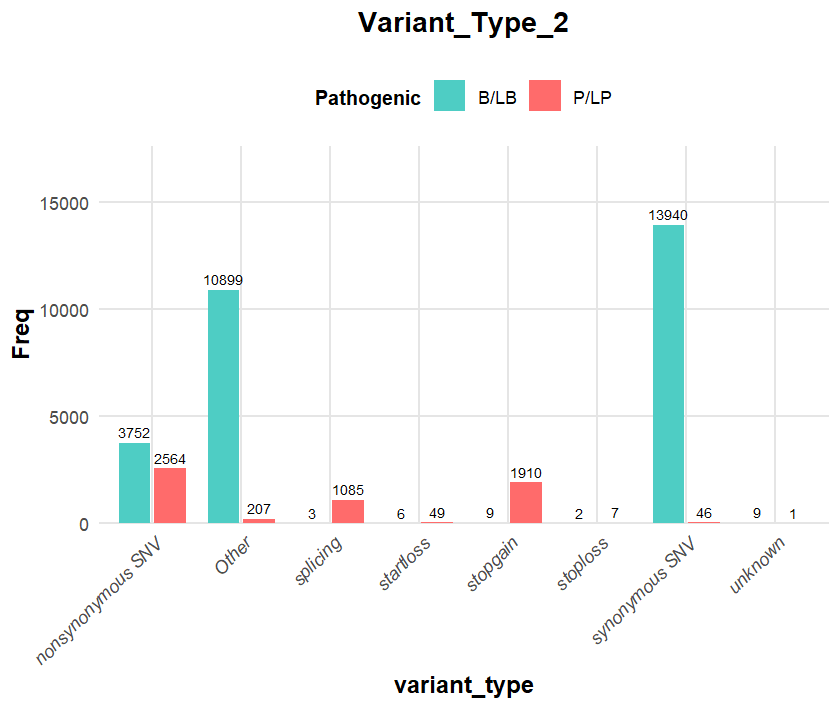 Variant_Type_2
Pathogenic B/LB P/LP
Freq
15000
10000
5000
0
3752 2564
10899 207
3 1085
6 49
9 1910
2 7
13940 46
9 1
nonsynonymous SNV
Other
splicing
startloss
stopgain
stoploss
synonymous SNV
unknown
variant_type